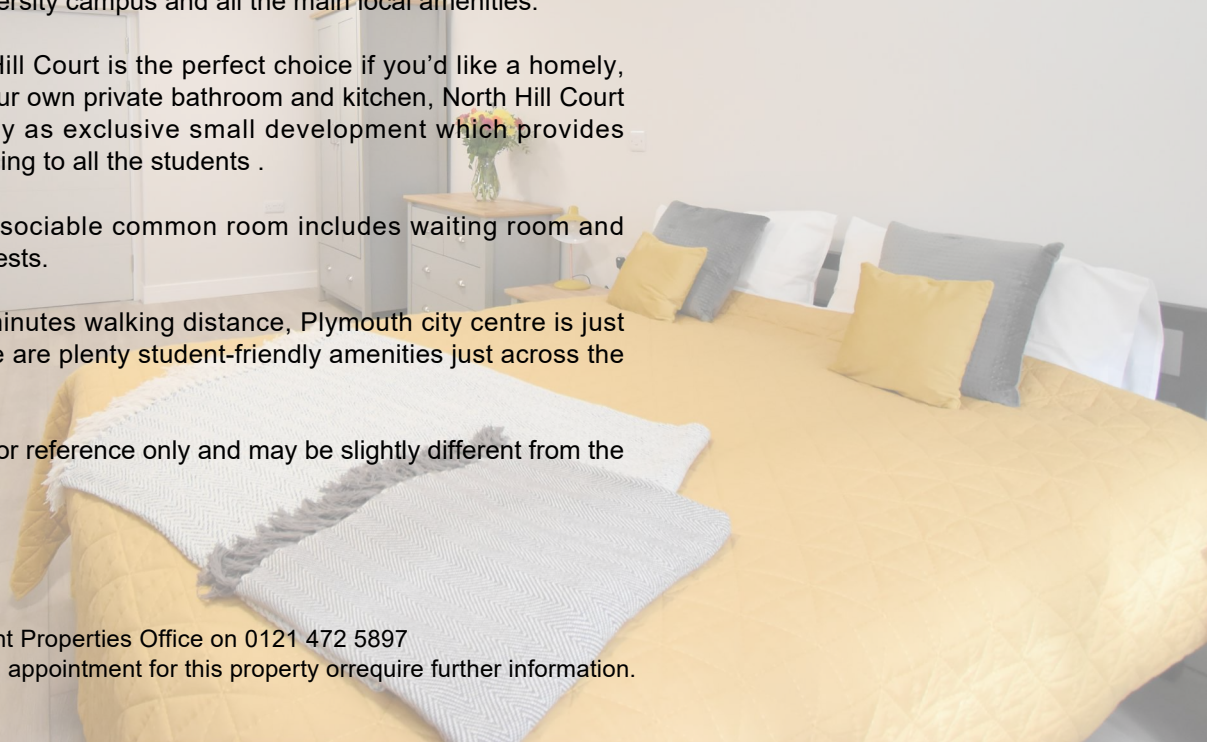 ersity campus and all the main local amenities.
Hill Court is the perfect choice if you’d like a homely,
ur own private bathroom and kitchen, North Hill Court
y as exclusive small development which provides
ing to all the students .
sociable common room includes waiting room and
ests.
inutes walking distance, Plymouth city centre is just
e are plenty student-friendly amenities just across the
or reference only and may be slightly different from the
nt Properties Office on 0121 472 5897
appointment for this property orrequire further information.